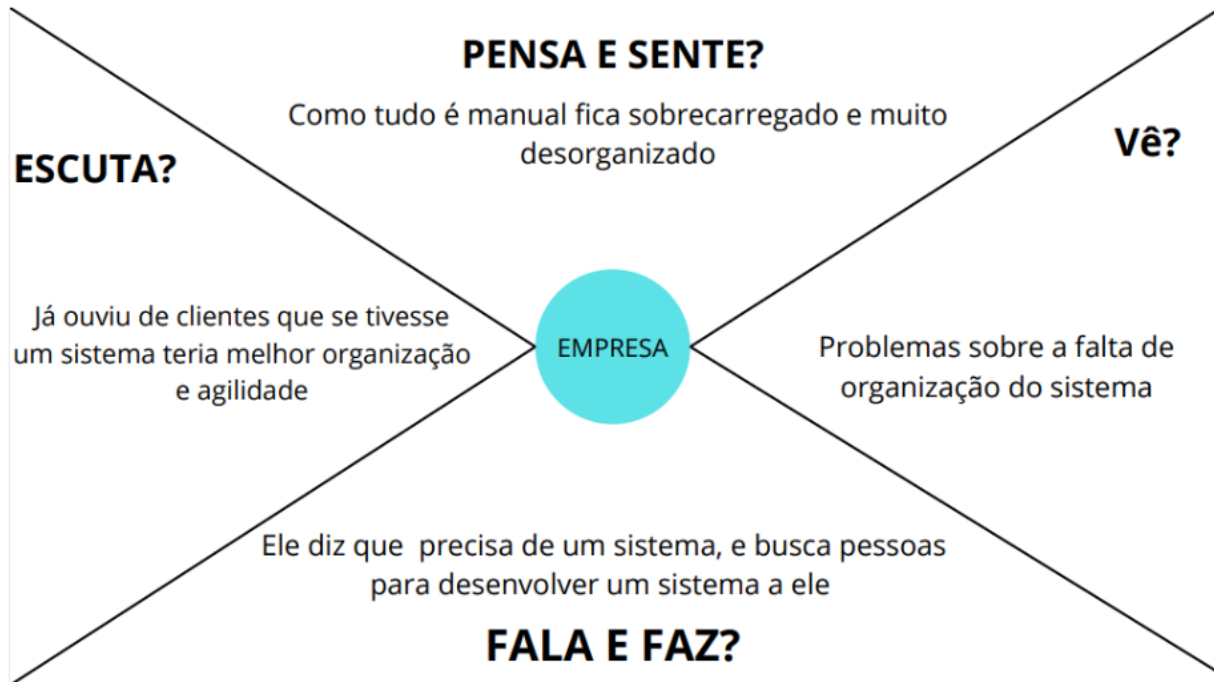 PENSA E SENTE?
Como tudo é manual fica sobrecarregado e muito
desorganizado
ESCUTA?
Já ouviu de clientes que se tivesse
um sistema teria melhor organização
e agilidade
EMPRESA
Vê?
Problemas sobre a falta de
organização do sistema
Ele diz que  precisa de um sistema, e busca pessoas
para desenvolver um sistema a ele
FALA E FAZ?